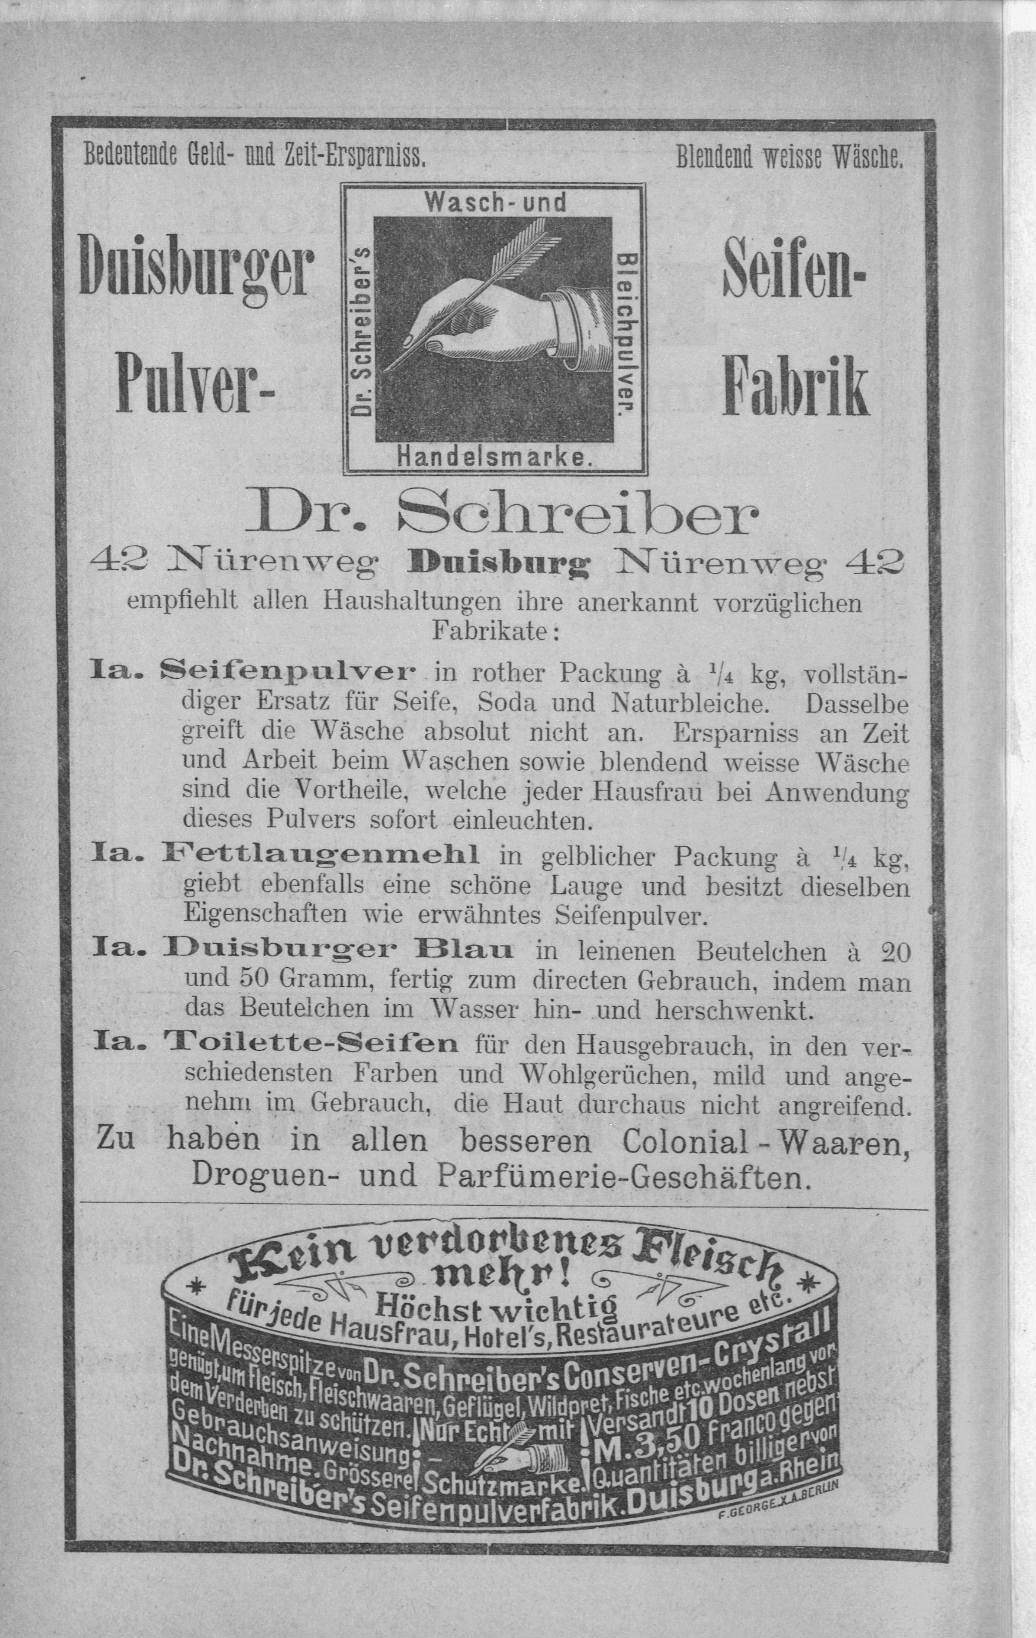 Bedeutende Geld- und Zeit-Ersparniss.
Blendend weisse Wäsche.
Duisburger
Pulver-
Wasch- und
Dr. Schreiber's
Bleichpulver.
Handelsmarke.
Seifen-
Fabrik
Dr. Schreiber
42 Nürenweg Duisburg Nürenweg 42
empfiehlt allen Haushaltungen ihre anerkannt vorzüglichen
Fabrikate:
Ia. Seifenpulver in rother Packung à 1/4 kg, vollstän-
diger Ersatz für Seife, Soda und Naturbleiche. Dasselbe
greift die Wäsche absolut nicht an. Ersparniss an Zeit
und Arbeit beim Waschen sowie blendend weisse Wäsche
sind die Vortheile, welche jeder Hausfrau bei Anwendung
dieses Pulvers sofort einleuchten.
Ia. Fettlaugenmehl in gelblicher Packung à 1/4 kg,
giebt ebenfalls eine schöne Lauge und besitzt dieselben
Eigenschaften wie erwähntes Seifenpulver.
Ia. Duisburger Blau in leinenen Beutelchen à 20
und 50 Gramm, fertig zum directen Gebrauch, indem man
das Beutelchen im Wasser hin- und herschwenkt.
Ia. Toilette-Seifen für den Hausgebrauch, in den ver-
schiedensten Farben und Wohlgerüchen, mild und ange-
nehm im Gebrauch, die Haut durchaus nicht angreifend.
Zu haben in allen besseren Colonial-Waaren,
Droguen- und Parfümerie-Geschäften.
Kein verdorbenes Fleisch
mehr!
Höchst wichtig
für jede Hausfrau, Hotel's, Restaurateure etc.
Eine Messerspitze von Dr. Schreiber's Conserven-Crystall
genügt, um Fleisch, Fleischwaaren, Geflügel, Wildpret, Fische etc. wochenlang vor
dem Verderben zu schützen. Nur Echt mit Versandt 10 Dosen nebst
Gebrauchsanweisung M. 3,50 Franco gegen
Nachnahme. Grössere Schutzmarke. Quantitäten billiger von
Dr. Schreiber's Seifenpulverfabrik. Duisburg a. Rhein
F. GEORGE X. A. BERLIN